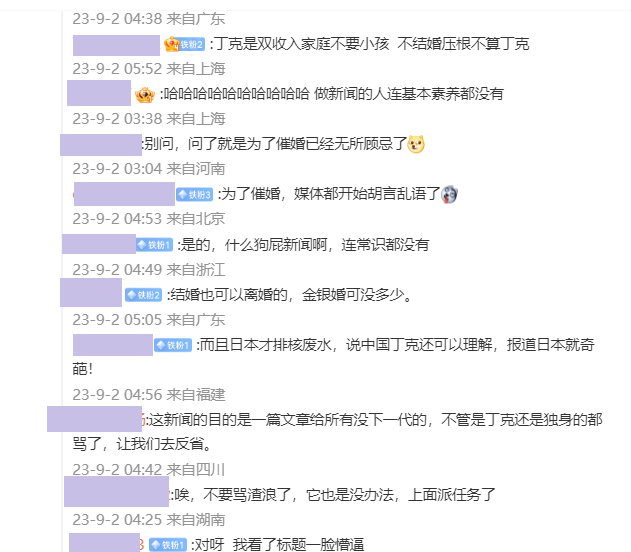 23-9-2 04:38 来自广东
铁粉2 :丁克是双收入家庭不要小孩 不结婚压根不算丁克
23-9-2 05:52 来自上海
:哈哈哈哈哈哈哈哈哈哈 做新闻的人连基本素养都没有
23-9-2 03:38 来自上海
:别问，问了就是为了催婚已经无所顾忌了
23-9-2 03:04 来自河南
铁粉3 :为了催婚，媒体都开始胡言乱语了
23-9-2 04:53 来自北京
铁粉1 :是的，什么狗屁新闻啊，连常识都没有
23-9-2 04:49 来自浙江
铁粉2 :结婚也可以离婚的，金银婚可没多少。
23-9-2 05:05 来自广东
铁粉1 :而且日本才排核废水，说中国丁克还可以理解，报道日本就奇
葩！
23-9-2 04:56 来自福建
:这新闻的目的是一篇文章给所有没下一代的，不管是丁克还是独身的都
骂了，让我们去反省。
23-9-2 04:42 来自四川
:唉，不要骂渣浪了，它也是没办法，上面派任务了
23-9-2 04:25 来自湖南
铁粉1 :对呀 我看了标题一脸懵逼